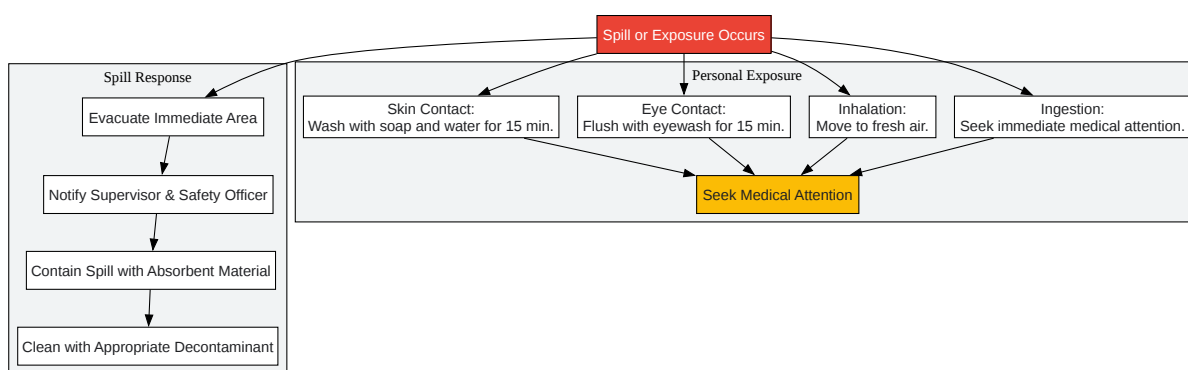 Spill or Exposure Occurs
Spill Response
Evacuate Immediate Area
Notify Supervisor & Safety Officer
Contain Spill with Absorbent Material
Clean with Appropriate Decontaminant
Personal Exposure
Skin Contact:
Wash with soap and water for 15 min.
Eye Contact:
Flush with eyewash for 15 min.
Inhalation:
Move to fresh air.
Ingestion:
Seek immediate medical attention.
Seek Medical Attention